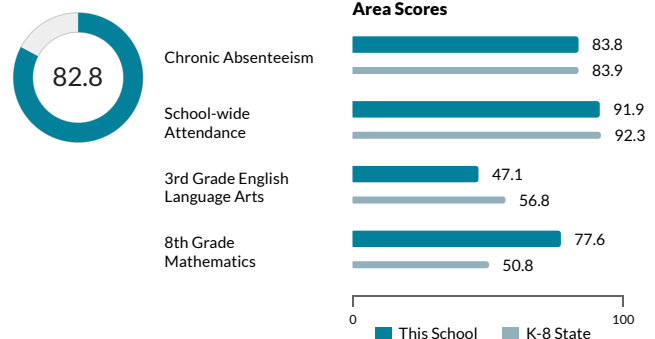 Area Scores
82.8
Chronic Absenteeism
83.8
83.9
School-wide
Attendance
91.9
92.3
3rd Grade English
Language Arts
47.1
56.8
8th Grade
Mathematics
77.6
50.8
0
100
This School
K-8 State